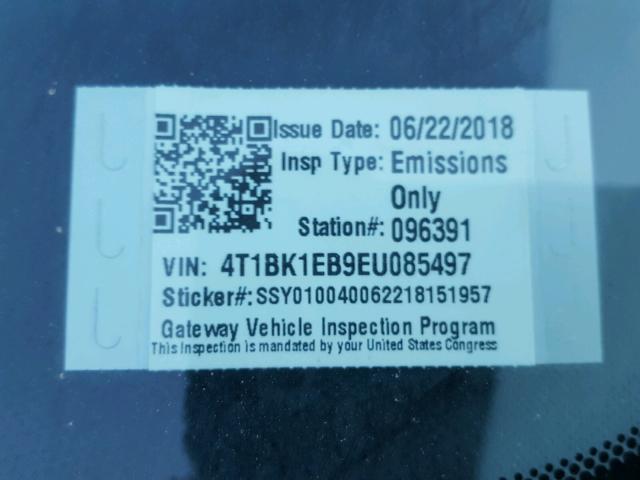 Issue Date: 06/22/2018
Insp Type: Emissions
Only
Station#: 096391
VIN: 4T1BK1EB9EU085497
Sticker#: SSY010040062218151957
Gateway Vehicle Inspection Program
This Inspection is mandated by your United States Congress